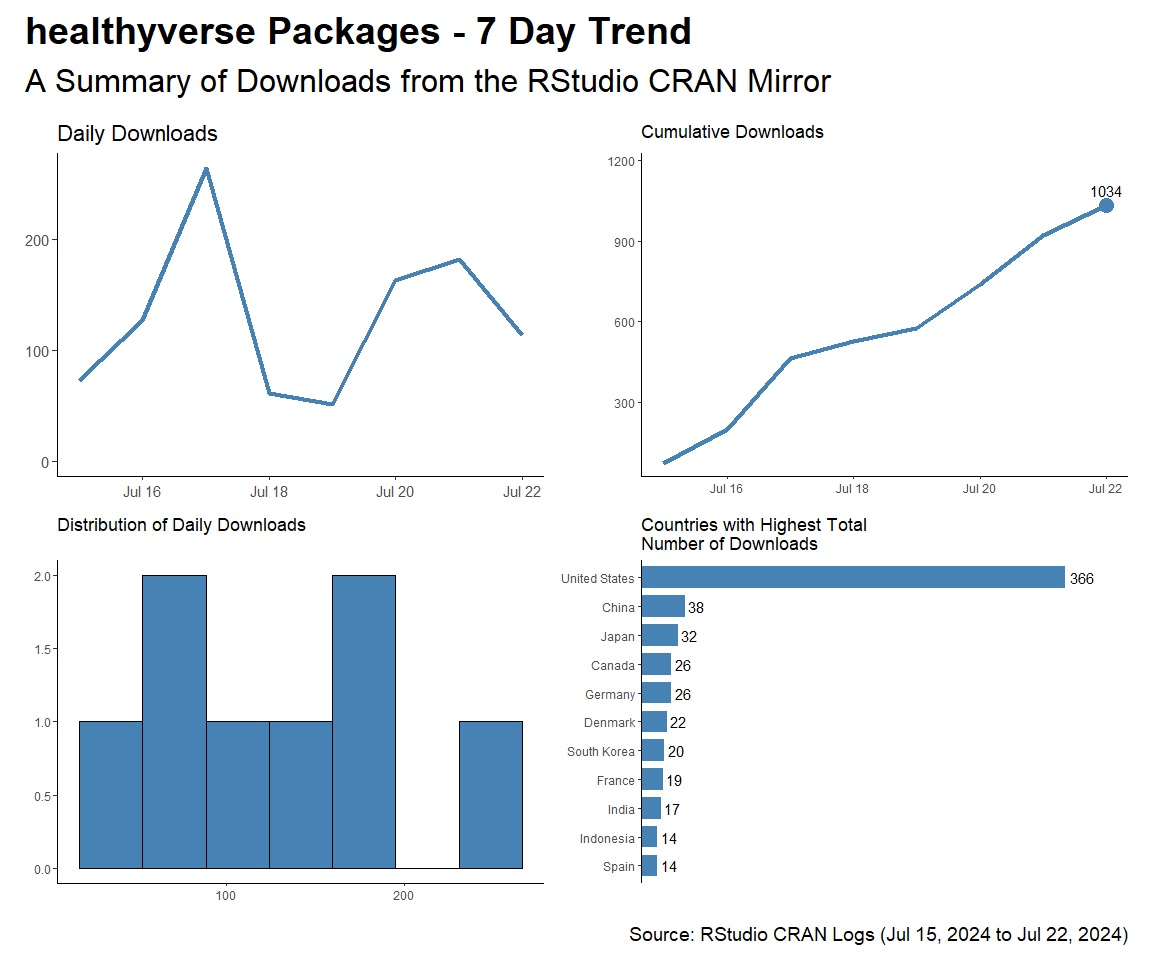 healthyverse Packages - 7 Day Trend
A Summary of Downloads from the RStudio CRAN Mirror
Daily Downloads
200
100
0
Jul 16 Jul 18 Jul 20 Jul 22
Cumulative Downloads
1200
900
600
300
1034
Jul 16 Jul 18 Jul 20 Jul 22
Distribution of Daily Downloads
2.0
1.5
1.0
0.5
0.0
100 200
Countries with Highest Total
Number of Downloads
United States 366
China 38
Japan 32
Canada 26
Germany 26
Denmark 22
South Korea 20
France 19
India 17
Indonesia 14
Spain 14
Source: RStudio CRAN Logs (Jul 15, 2024 to Jul 22, 2024)